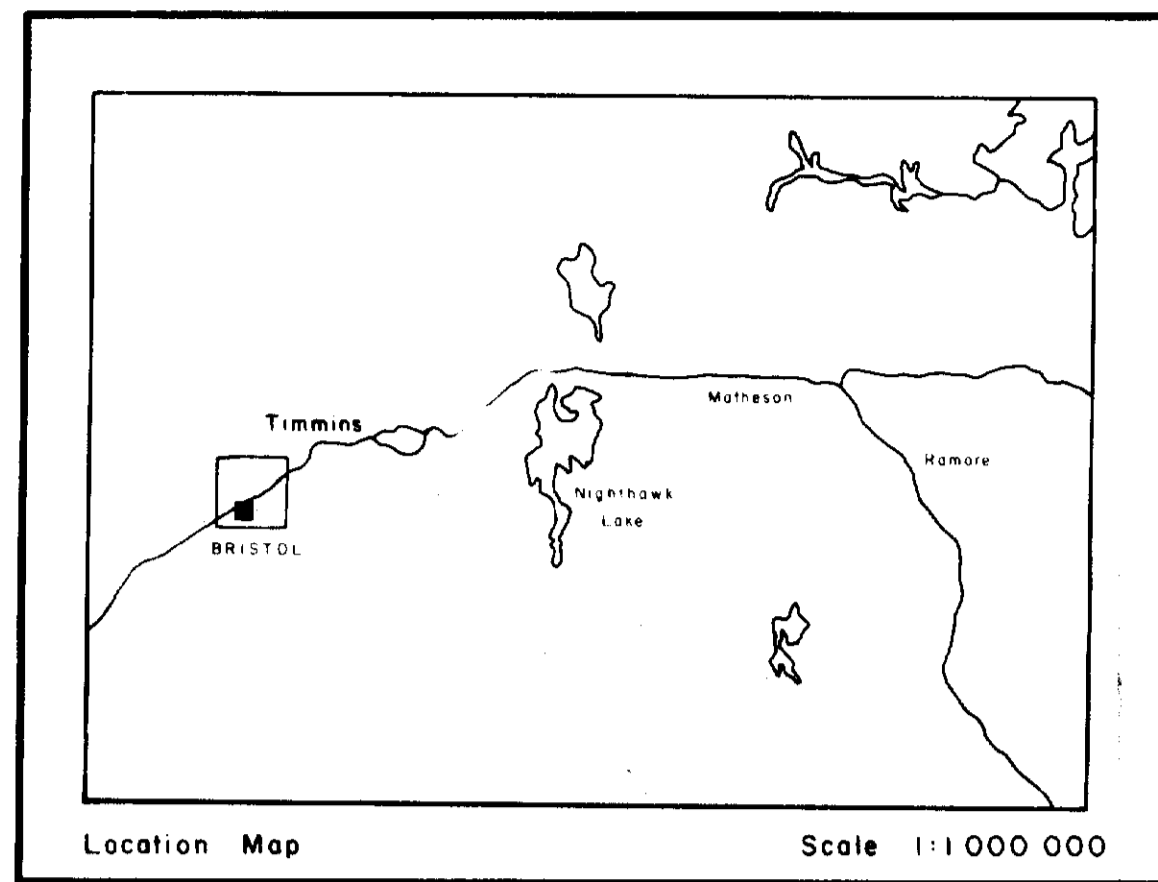 Matheson
Timmins
Ramore
Nighthawk
Lake
BRISTOL
Location Map
Scale 1:1 000 000